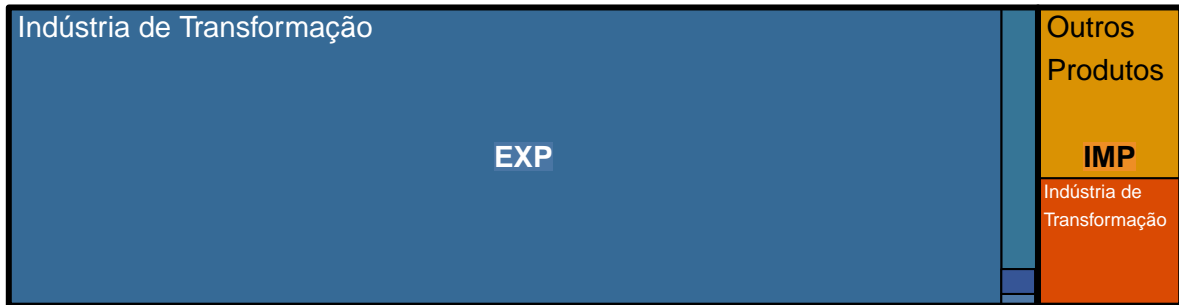 Indústria de Transformação
EXP
Outros
Produtos
IMP
Indústria de
Transformação